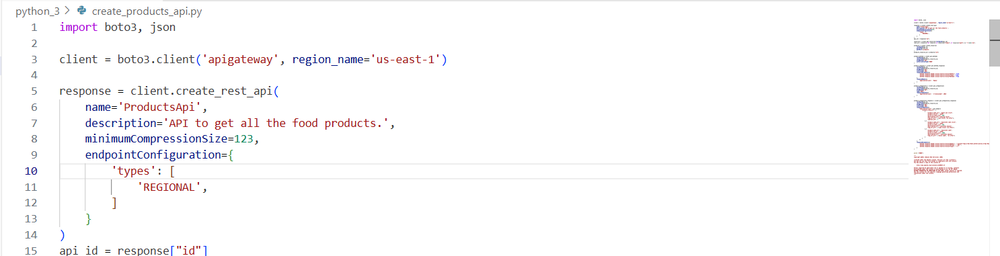 python_3 > create_products_api.py
1 import boto3, json
2
3 client = boto3.client('apigateway', region_name='us-east-1')
4
5 response = client.create_rest_api(
6     name='ProductsApi',
7     description='API to get all the food products.',
8     minimumCompressionSize=123,
9     endpointConfiguration={
10         'types': [
11             'REGIONAL',
12         ]
13     }
14 )
15 api_id = response["id"]